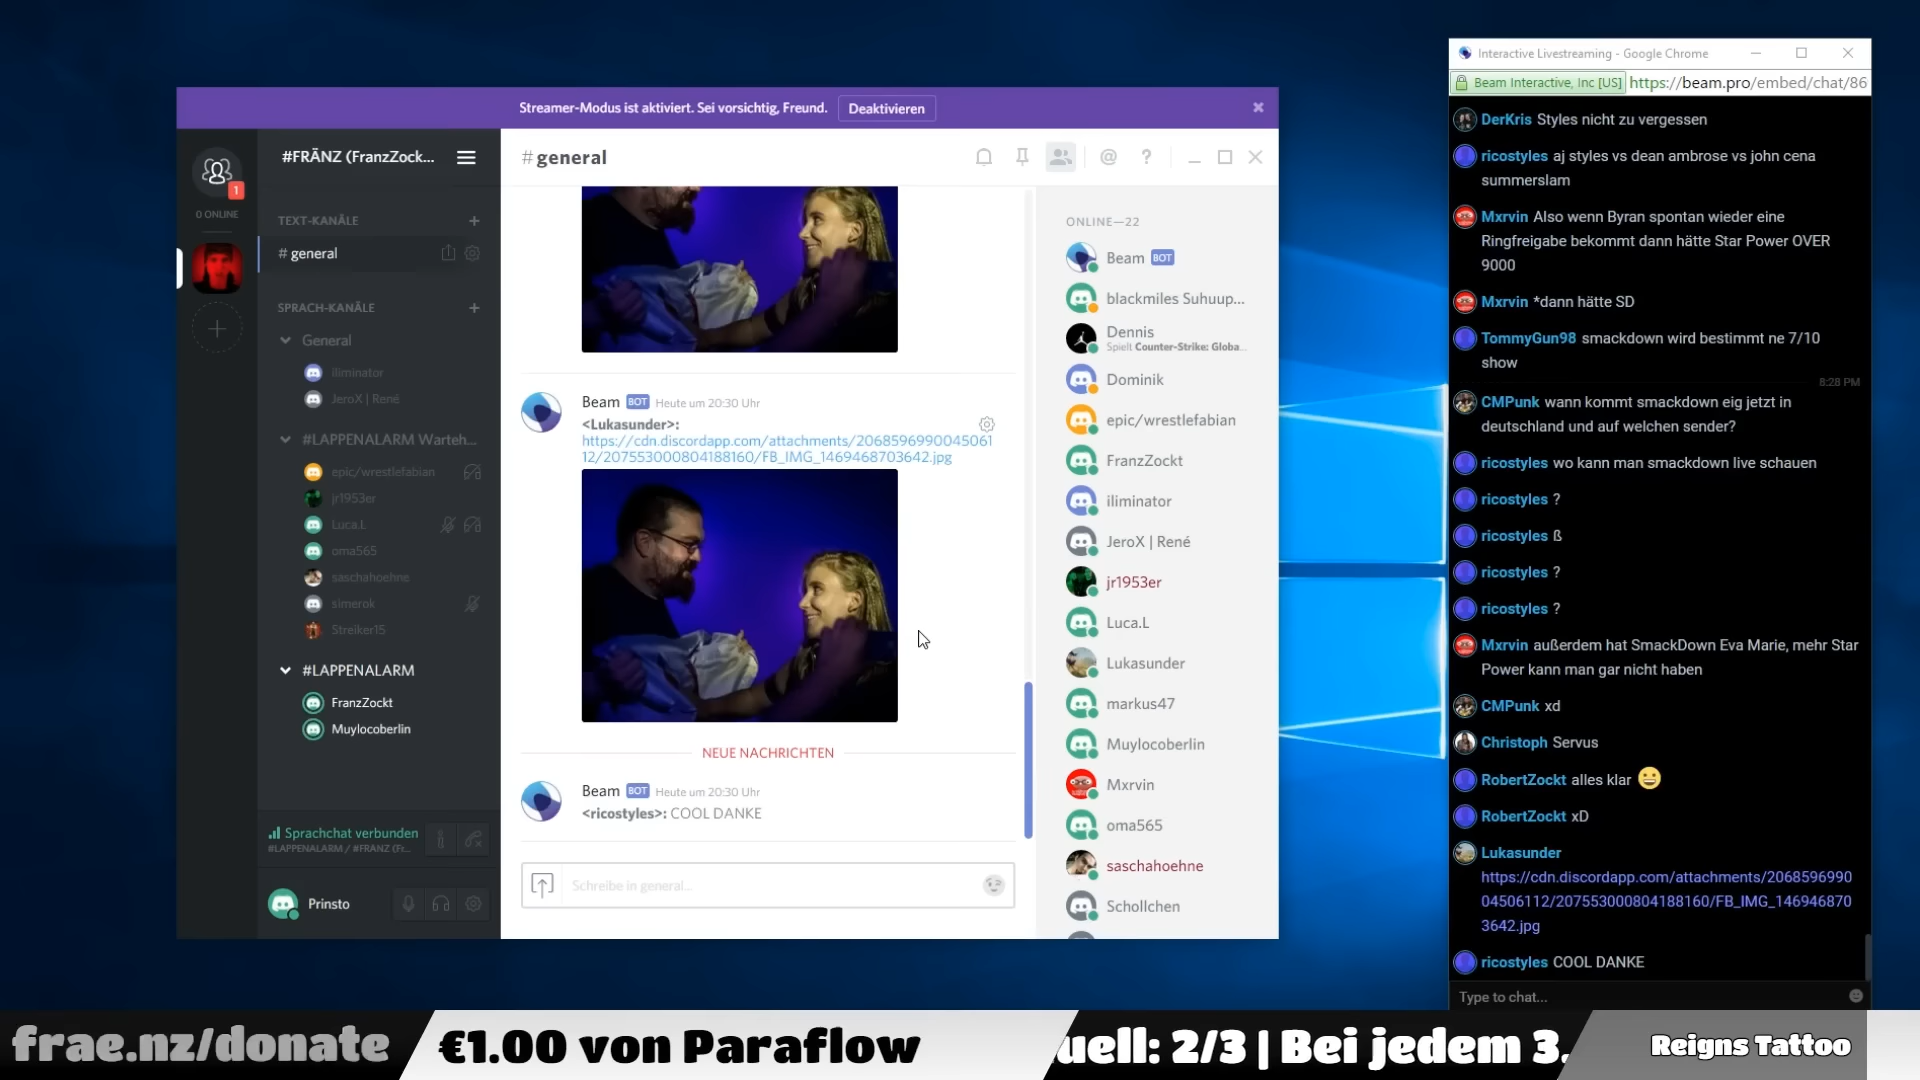 Streamer-Modus ist aktiviert. Sei vorsichtig, Freund.
Deaktivieren
#FRÄNZ (FranzZock...
1
0 ONLINE
TEXT-KANÄLE
# general
SPRACH-KANÄLE
General
iliminator
JeroX | René
#LAPPENALARM Warteh...
epic/wrestlefabian
jr1953er
Luca.L
oma565
saschahoehne
simerok
Streiker15
#LAPPENALARM
FranzZockt
Muylocoberlin
Sprachchat verbunden
#LAPPENALARM / #FRÄNZ (Fr...
Prinsto
# general
Beam BOT Heute um 20:30 Uhr
<Lukasunder>:
https://cdn.discordapp.com/attachments/2068596990045061
12/207553000804188160/FB_IMG_1469468703642.jpg
NEUE NACHRICHTEN
Beam BOT Heute um 20:30 Uhr
<ricostyles>: COOL DANKE
Schreibe in general...
ONLINE—22
Beam BOT
blackmiles Suhuup...
Dennis
Spielt Counter-Strike: Globa...
Dominik
epic/wrestlefabian
FranzZockt
iliminator
JeroX | René
jr1953er
Luca.L
Lukasunder
markus47
Muylocoberlin
Mxrvin
oma565
saschahoehne
Schollchen
Interactive Livestreaming - Google Chrome
Beam Interactive, Inc [US] https://beam.pro/embed/chat/86
DerKris Styles nicht zu vergessen
ricostyles aj styles vs dean ambrose vs john cena
summerslam
Mxrvin Also wenn Byran spontan wieder eine
Ringfreigabe bekommt dann hätte Star Power OVER
9000
Mxrvin *dann hätte SD
TommyGun98 smackdown wird bestimmt ne 7/10
show
8:28 PM
CMPunk wann kommt smackdown eig jetzt in
deutschland und auf welchen sender?
ricostyles wo kann man smackdown live schauen
ricostyles ?
ricostyles ß
ricostyles ?
ricostyles ?
Mxrvin außerdem hat SmackDown Eva Marie, mehr Star
Power kann man gar nicht haben
CMPunk xd
Christoph Servus
RobertZockt alles klar 😀
RobertZockt xD
Lukasunder
https://cdn.discordapp.com/attachments/2068596990
04506112/207553000804188160/FB_IMG_146946870
3642.jpg
ricostyles COOL DANKE
Type to chat...
frae.nz/donate
€1.00 von Paraflow
uell: 2/3 | Bei jedem 3.
Reigns Tattoo